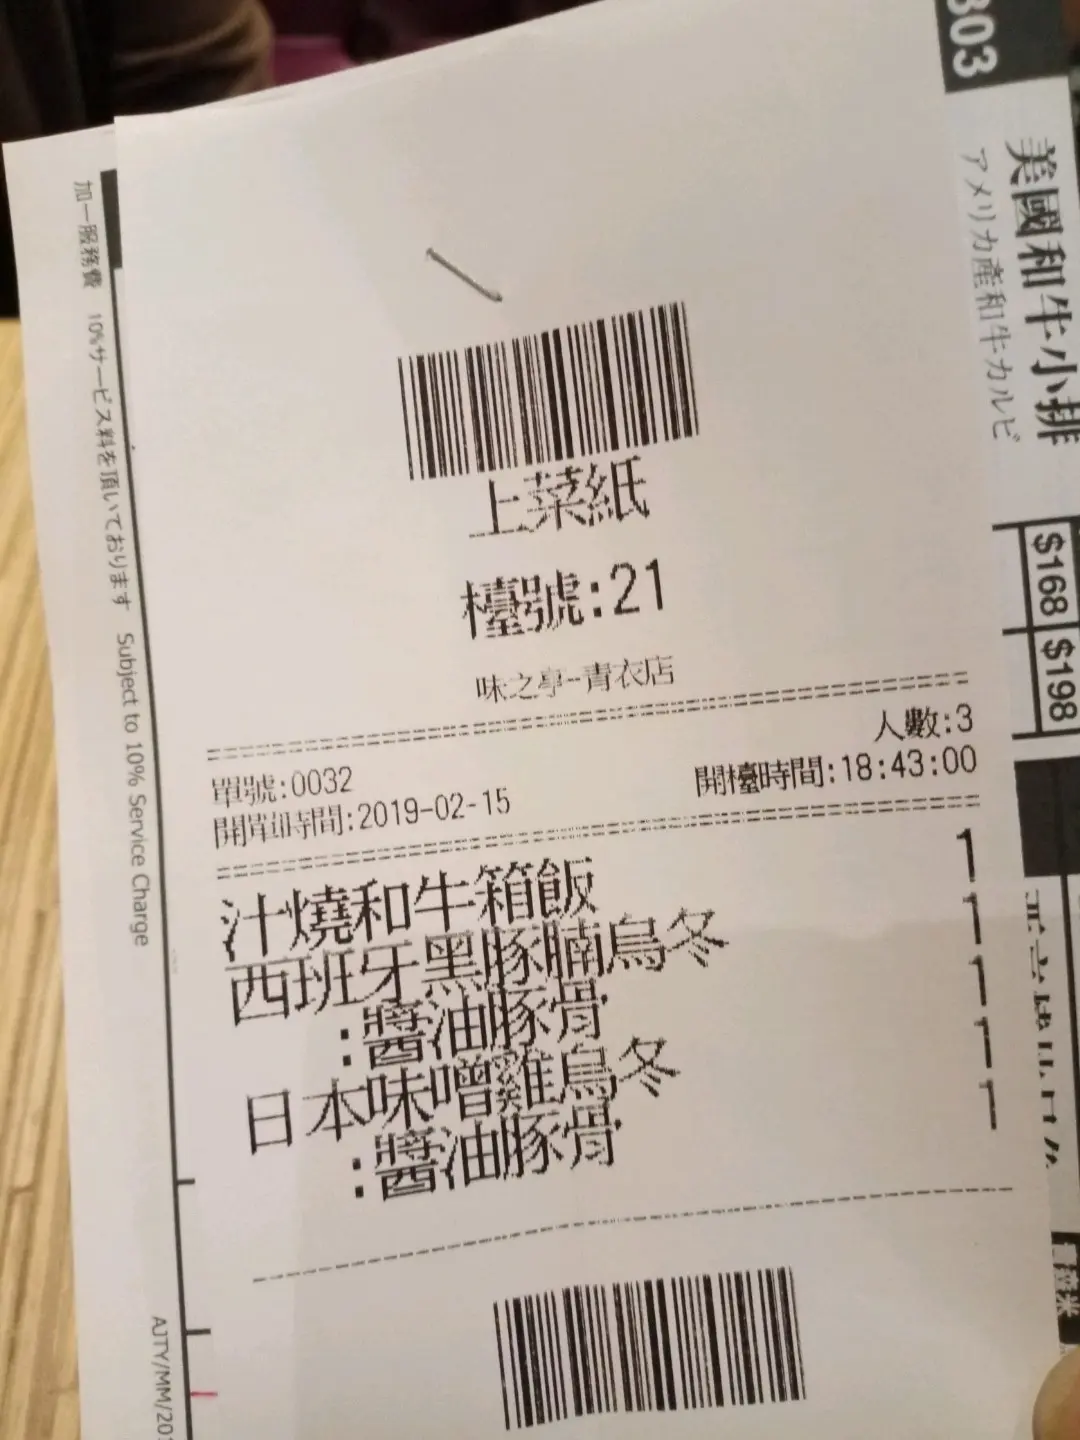 上菜紙
檯號:21
味之亭-青衣店
人數:3
單號:0032
開檯時間:18:43:00
開單時間:2019-02-15
汁燒和牛箱飯 1
西班牙黑豚腩烏冬 1
:醬油豚骨 1
日本味噌雞烏冬 1
:醬油豚骨 1
加一服務費 10%サービス料を頂いております Subject to 10% Service Charge
AJTY/MM/201
303
美國和牛小排
アメリカ産和牛カルビ
$168
$198